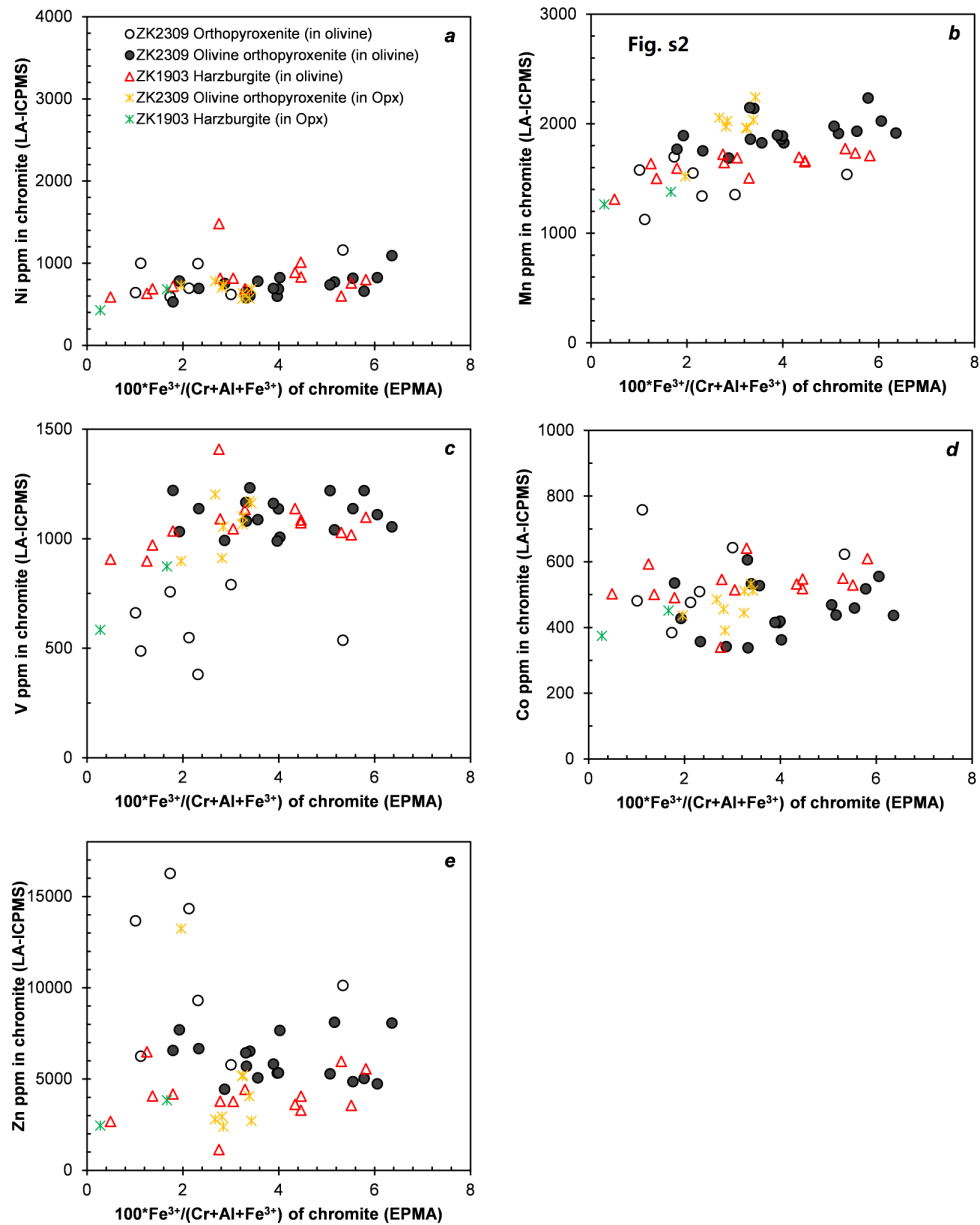 a
4000
3000
2000
1000
0
0 2 4 6 8
Ni ppm in chromite (LA-ICPMS)
100*Fe³⁺/(Cr+Al+Fe³⁺) of chromite (EPMA)
ZK2309 Orthopyroxenite (in olivine)
ZK2309 Olivine orthopyroxenite (in olivine)
ZK1903 Harzburgite (in olivine)
ZK2309 Olivine orthopyroxenite (in Opx)
ZK1903 Harzburgite (in Opx)
b
Fig. s2
3000
2000
1000
0
0 2 4 6 8
Mn ppm in chromite (LA-ICPMS)
100*Fe³⁺/(Cr+Al+Fe³⁺) of chromite (EPMA)
c
1500
1000
500
0
0 2 4 6 8
V ppm in chromite (LA-ICPMS)
100*Fe³⁺/(Cr+Al+Fe³⁺) of chromite (EPMA)
d
1000
800
600
400
200
0
0 2 4 6 8
Co ppm in chromite (LA-ICPMS)
100*Fe³⁺/(Cr+Al+Fe³⁺) of chromite (EPMA)
e
15000
10000
5000
0
0 2 4 6 8
Zn ppm in chromite (LA-ICPMS)
100*Fe³⁺/(Cr+Al+Fe³⁺) of chromite (EPMA)